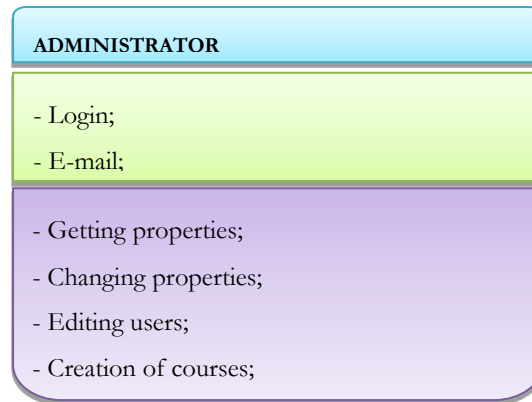 ADMINISTRATOR
- Login;
- E-mail;
- Getting properties;
- Changing properties;
- Editing users;
- Creation of courses;